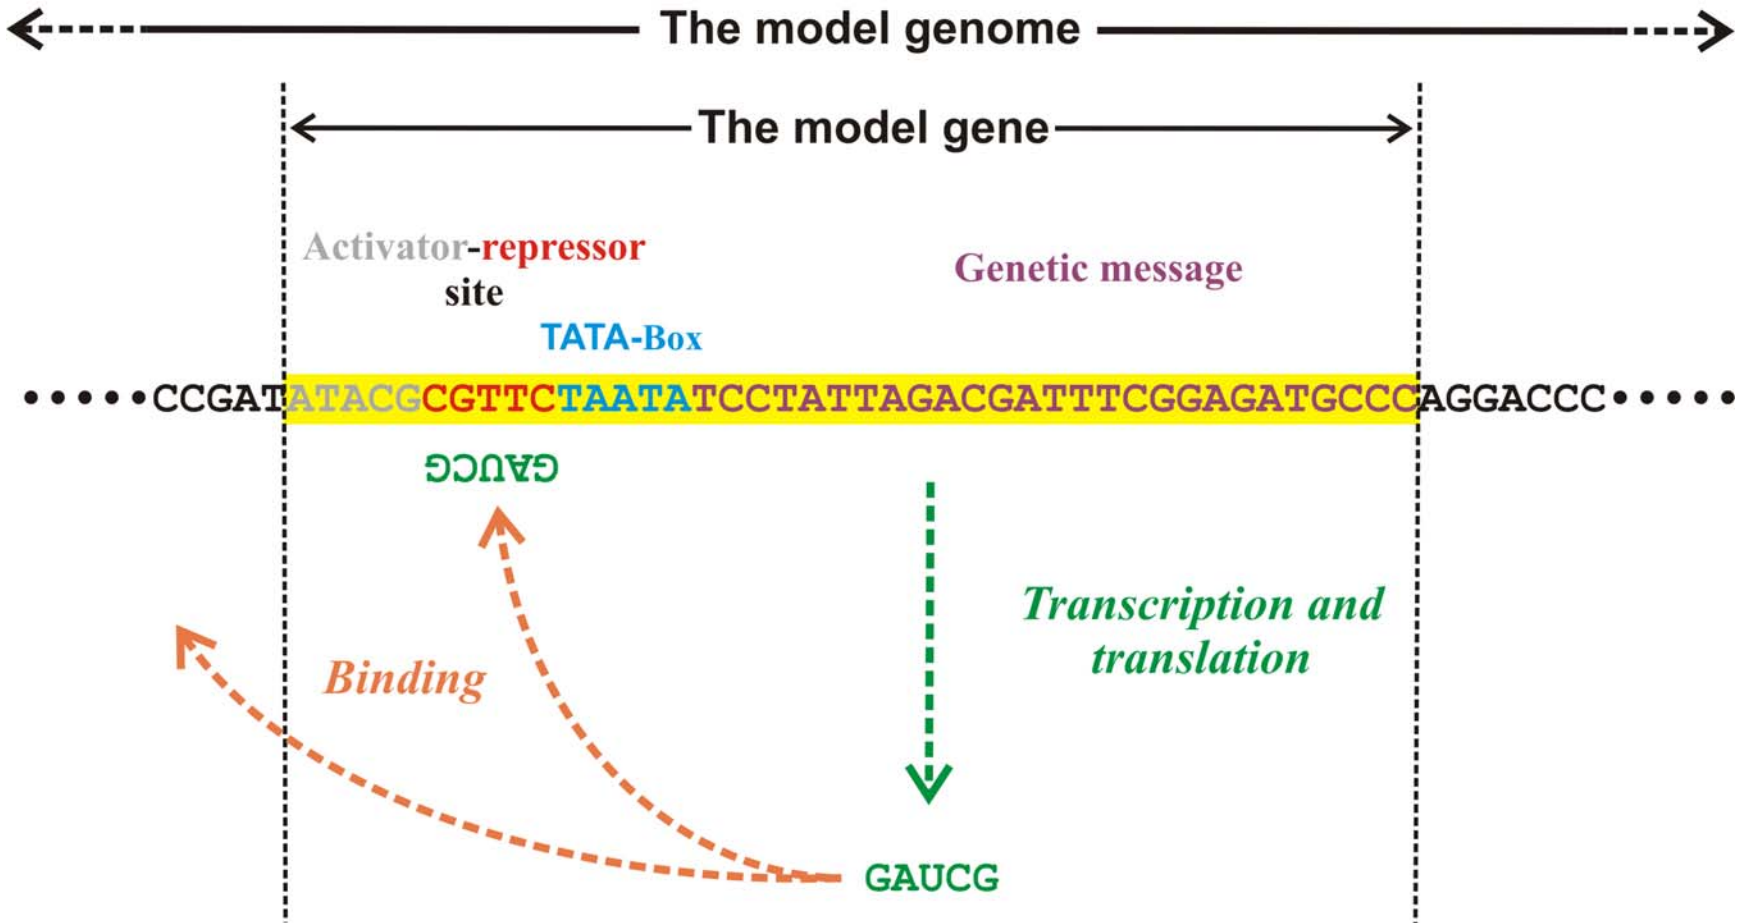 The model genome
The model gene
Activator-repressor
site
Genetic message
TATA-Box
•••••CCGATATACGCGTTCTAATATCCTATTAGACGATTTCGGAGATGCCCAGGACCC•••••
GAUCG
Transcription and
translation
Binding
GAUCG